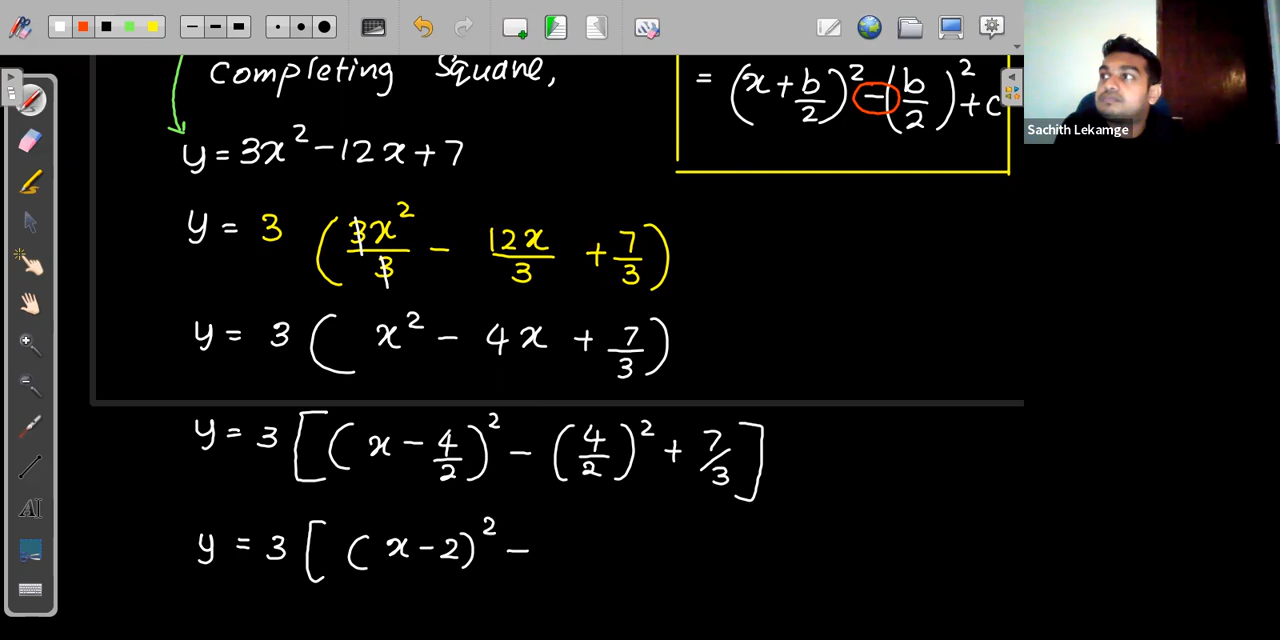 completing Square,
= (x + b/2)² - (b/2)² + c
Sachith Lekamge
y = 3x² - 12x + 7
y = 3 (3x²/3 - 12x/3 + 7/3)
y = 3 (x² - 4x + 7/3)
y = 3 [(x - 4/2)² - (4/2)² + 7/3]
y = 3 [(x - 2)² -